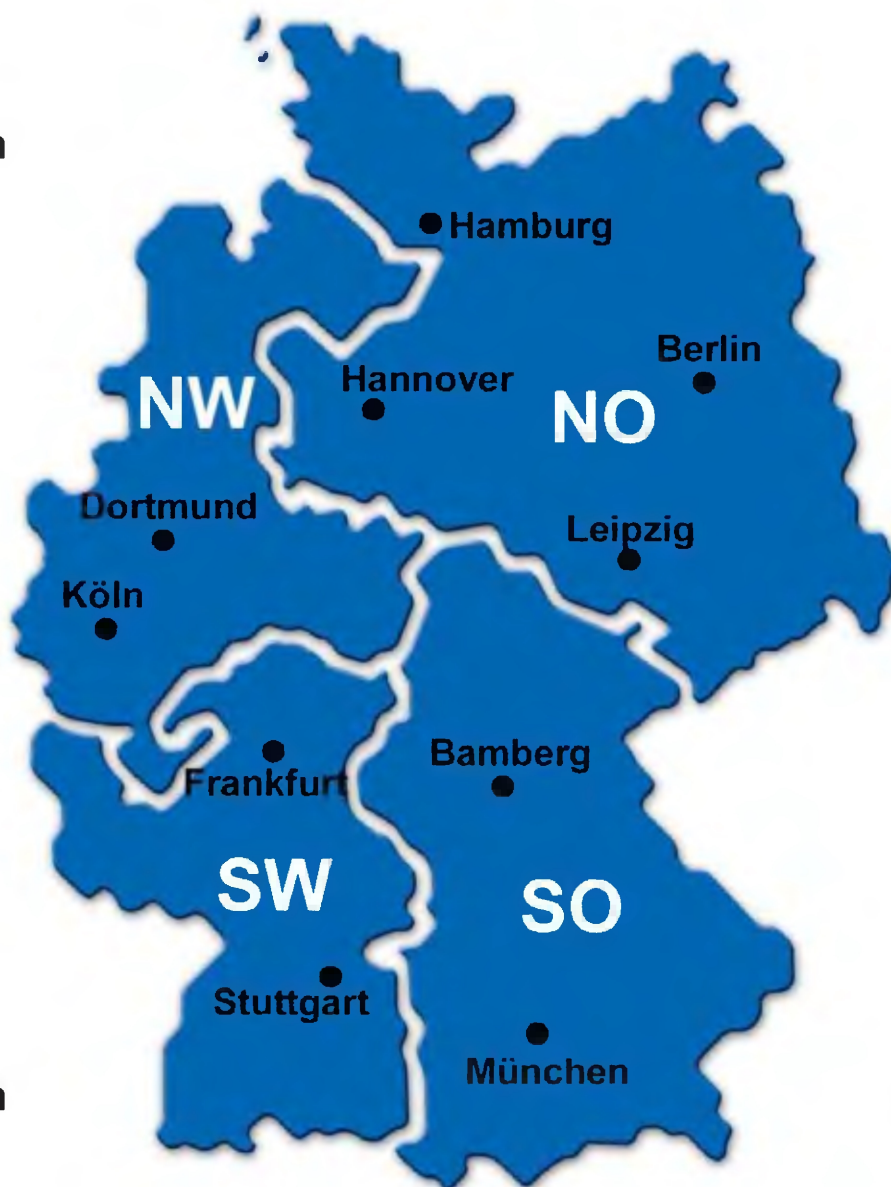 n
Hamburg
Berlin
Hannover
NW
NO
Dortmund
Leipzig
Köln
Bamberg
Frankfurt
SW
SO
Stuttgart
München
n